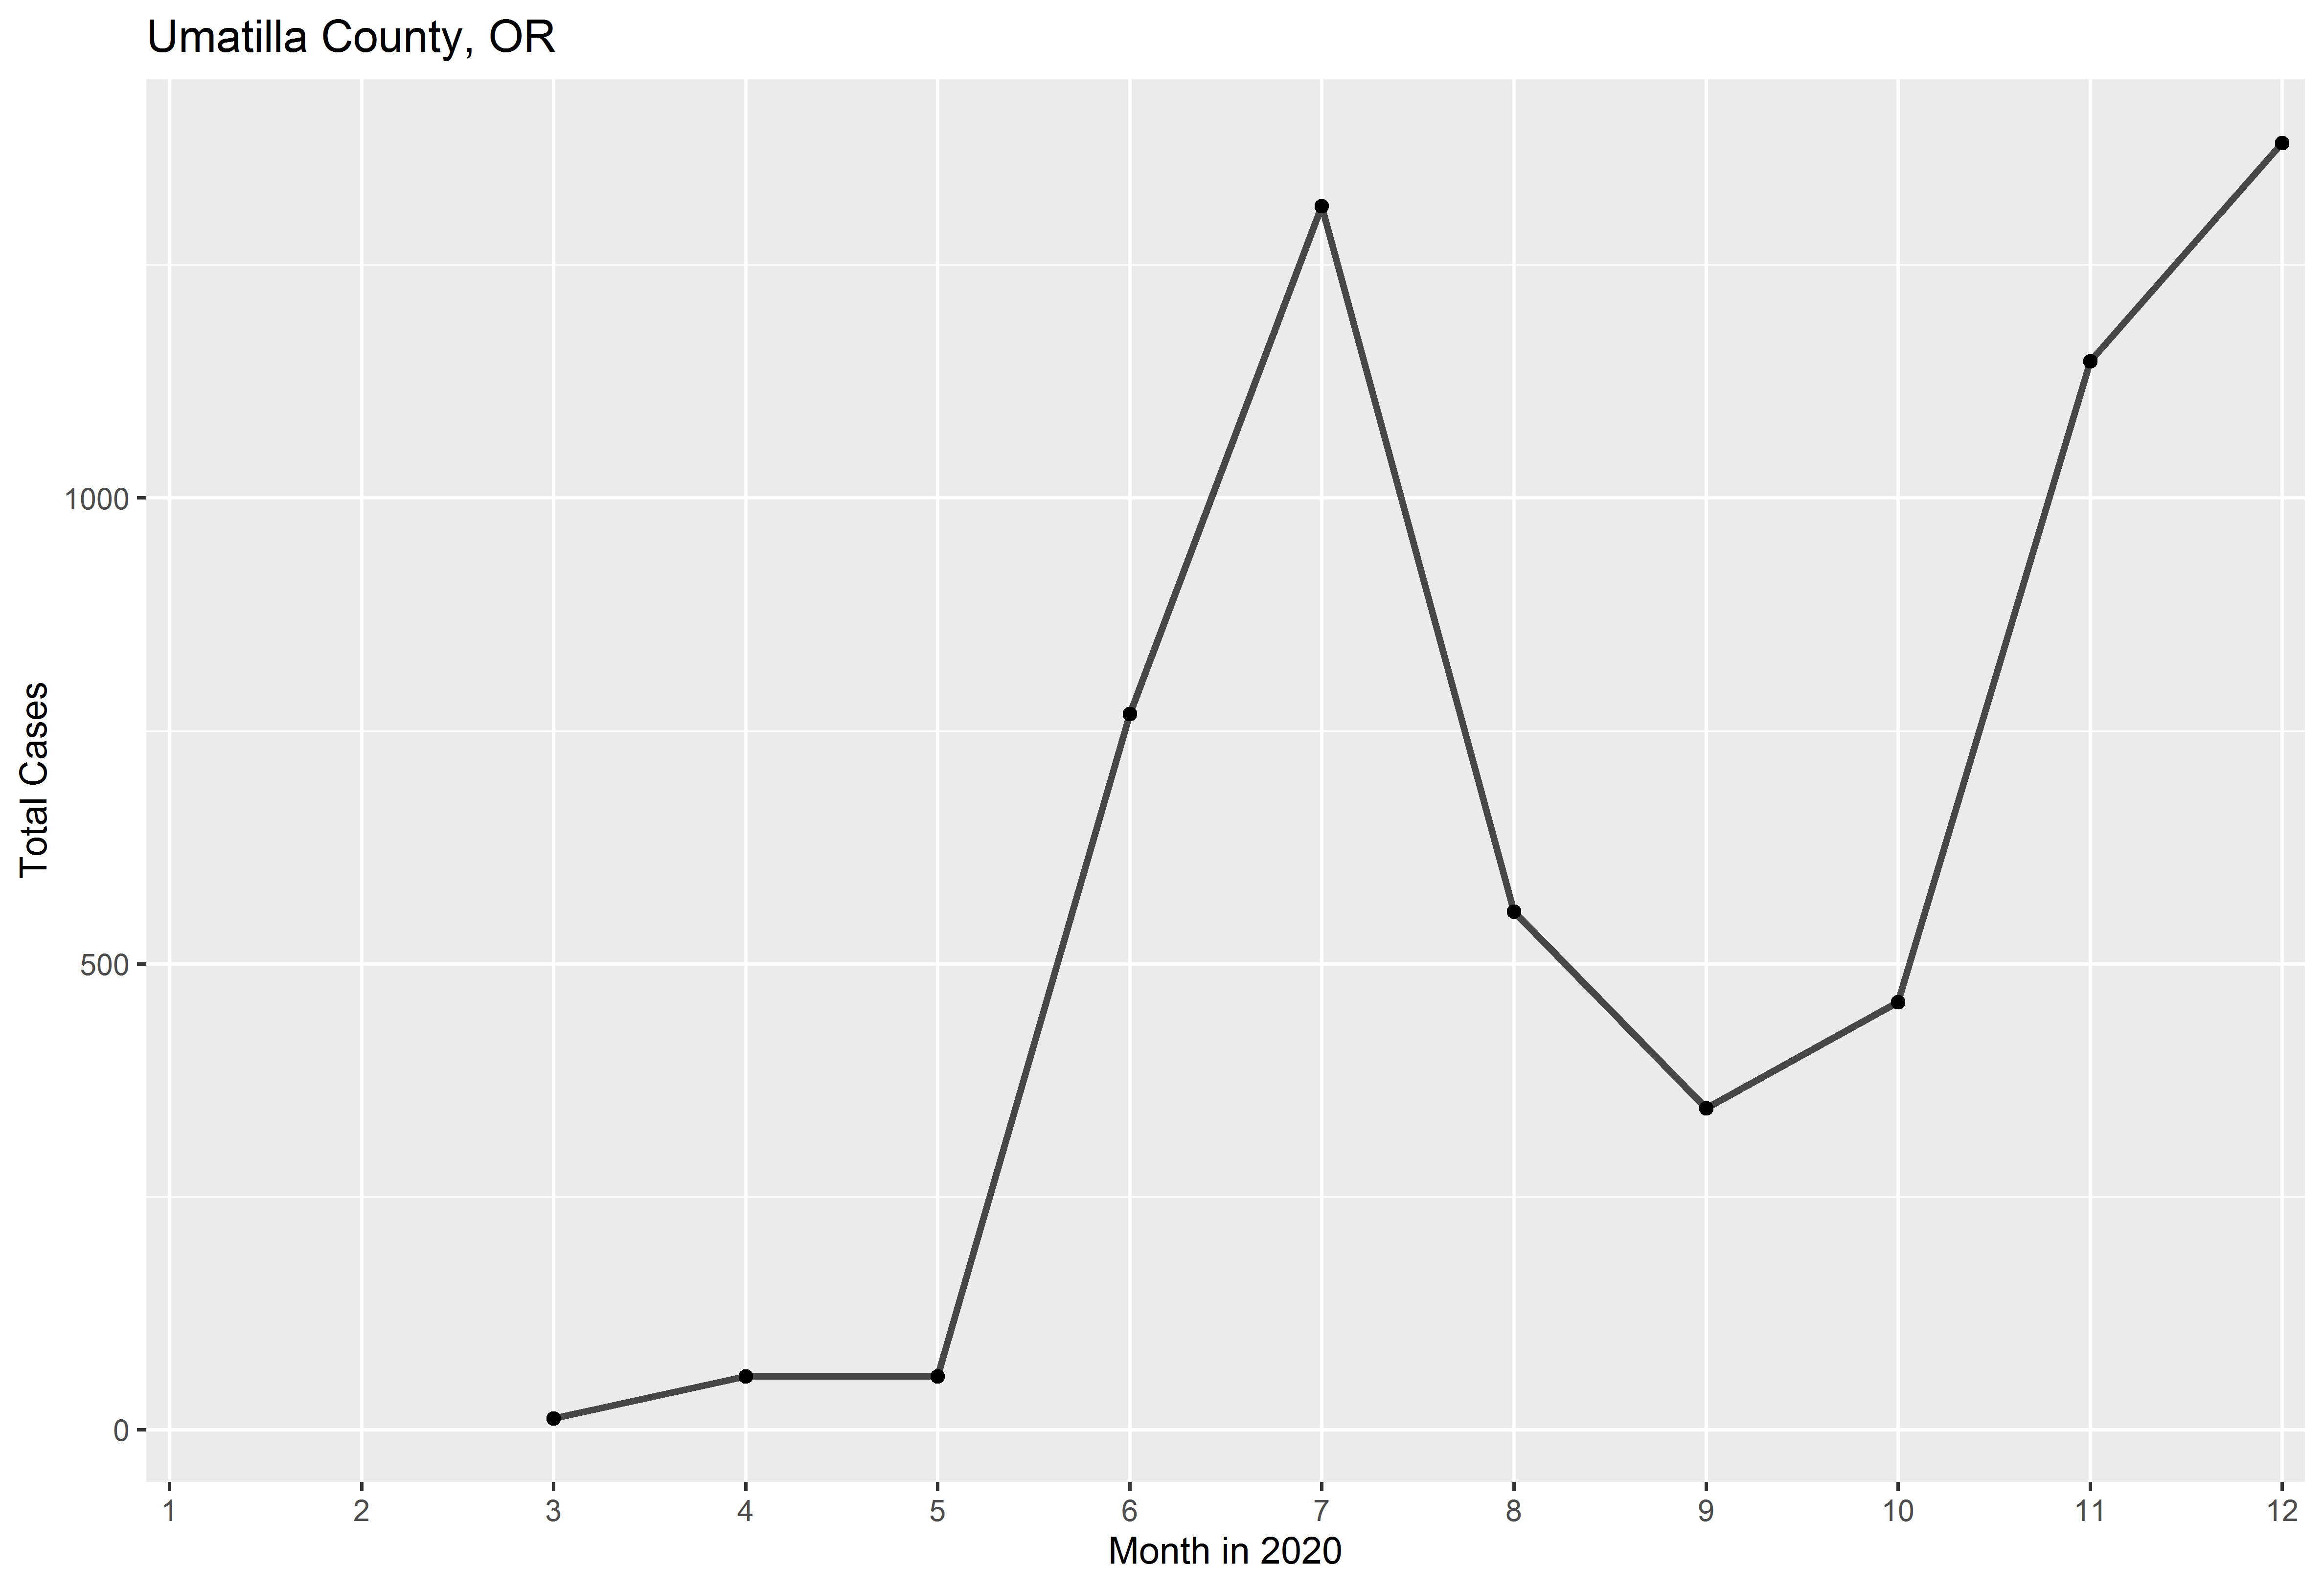 Umatilla County, OR
Total Cases
1000
500
0
1 2 3 4 5 6 7 8 9 10 11 12
Month in 2020